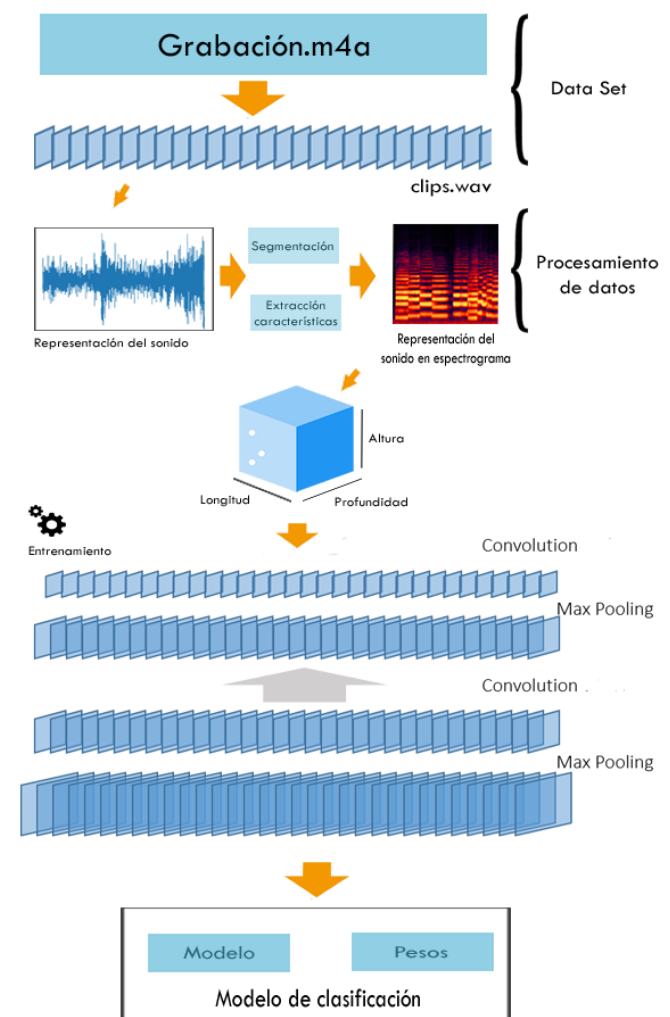 Grabación.m4a
Data Set
clips.wav
Segmentación
Extracción
características
Procesamiento
de datos
Representación del sonido
Representación del
sonido en espectrograma
Altura
Longitud
Profundidad
Entrenamiento
Convolution
Max Pooling
Convolution
Max Pooling
Modelo
Pesos
Modelo de clasificación